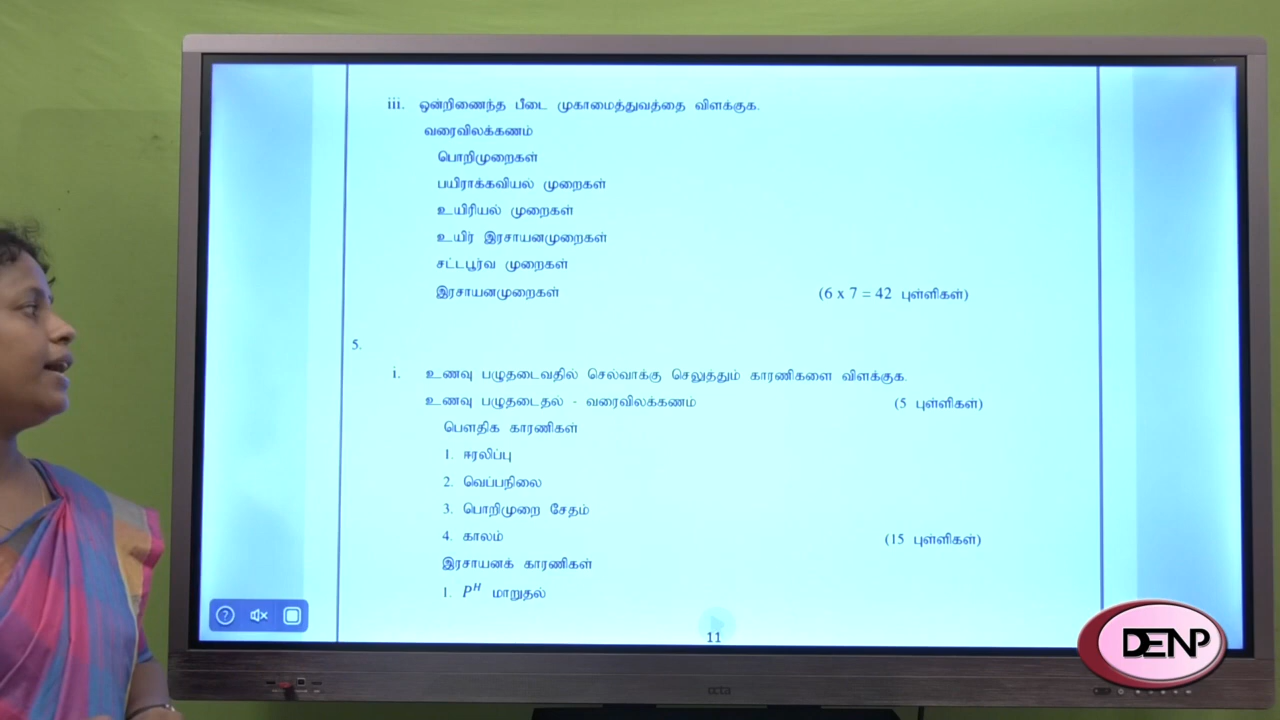 iii. ஒன்றிணைந்த பீடை முகாமைத்துவத்தை விளக்குக.
வரைவிலக்கணம்
பொறிமுறைகள்
பயிராக்கவியல் முறைகள்
உயிரியல் முறைகள்
உயிர் இரசாயனமுறைகள்
சட்டபூர்வ முறைகள்
இரசாயனமுறைகள் (6 x 7 = 42 புள்ளிகள்)
5.
i. உணவு பழுதடைவதில் செல்வாக்கு செலுத்தும் காரணிகளை விளக்குக.
உணவு பழுதடைதல் - வரைவிலக்கணம் (5 புள்ளிகள்)
பௌதிக காரணிகள்
1. ஈரலிப்பு
2. வெப்பநிலை
3. பொறிமுறை சேதம்
4. காலம் (15 புள்ளிகள்)
இரசாயனக் காரணிகள்
1. P^H மாறுதல்
11
DENP